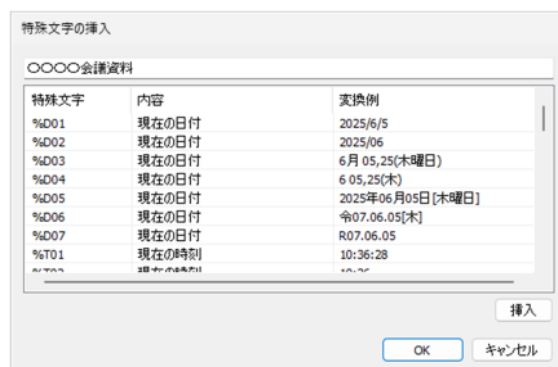 特殊文字の挿入
〇〇〇〇会議資料
特殊文字 内容 変換例
%D01 現在の日付 2025/6/5
%D02 現在の日付 2025/06
%D03 現在の日付 6月 05,25(木曜日)
%D04 現在の日付 6 05,25(木)
%D05 現在の日付 2025年06月05日[木曜日]
%D06 現在の日付 令07.06.05[木]
%D07 現在の日付 R07.06.05
%T01 現在の時刻 10:36:28
挿入
OK キャンセル